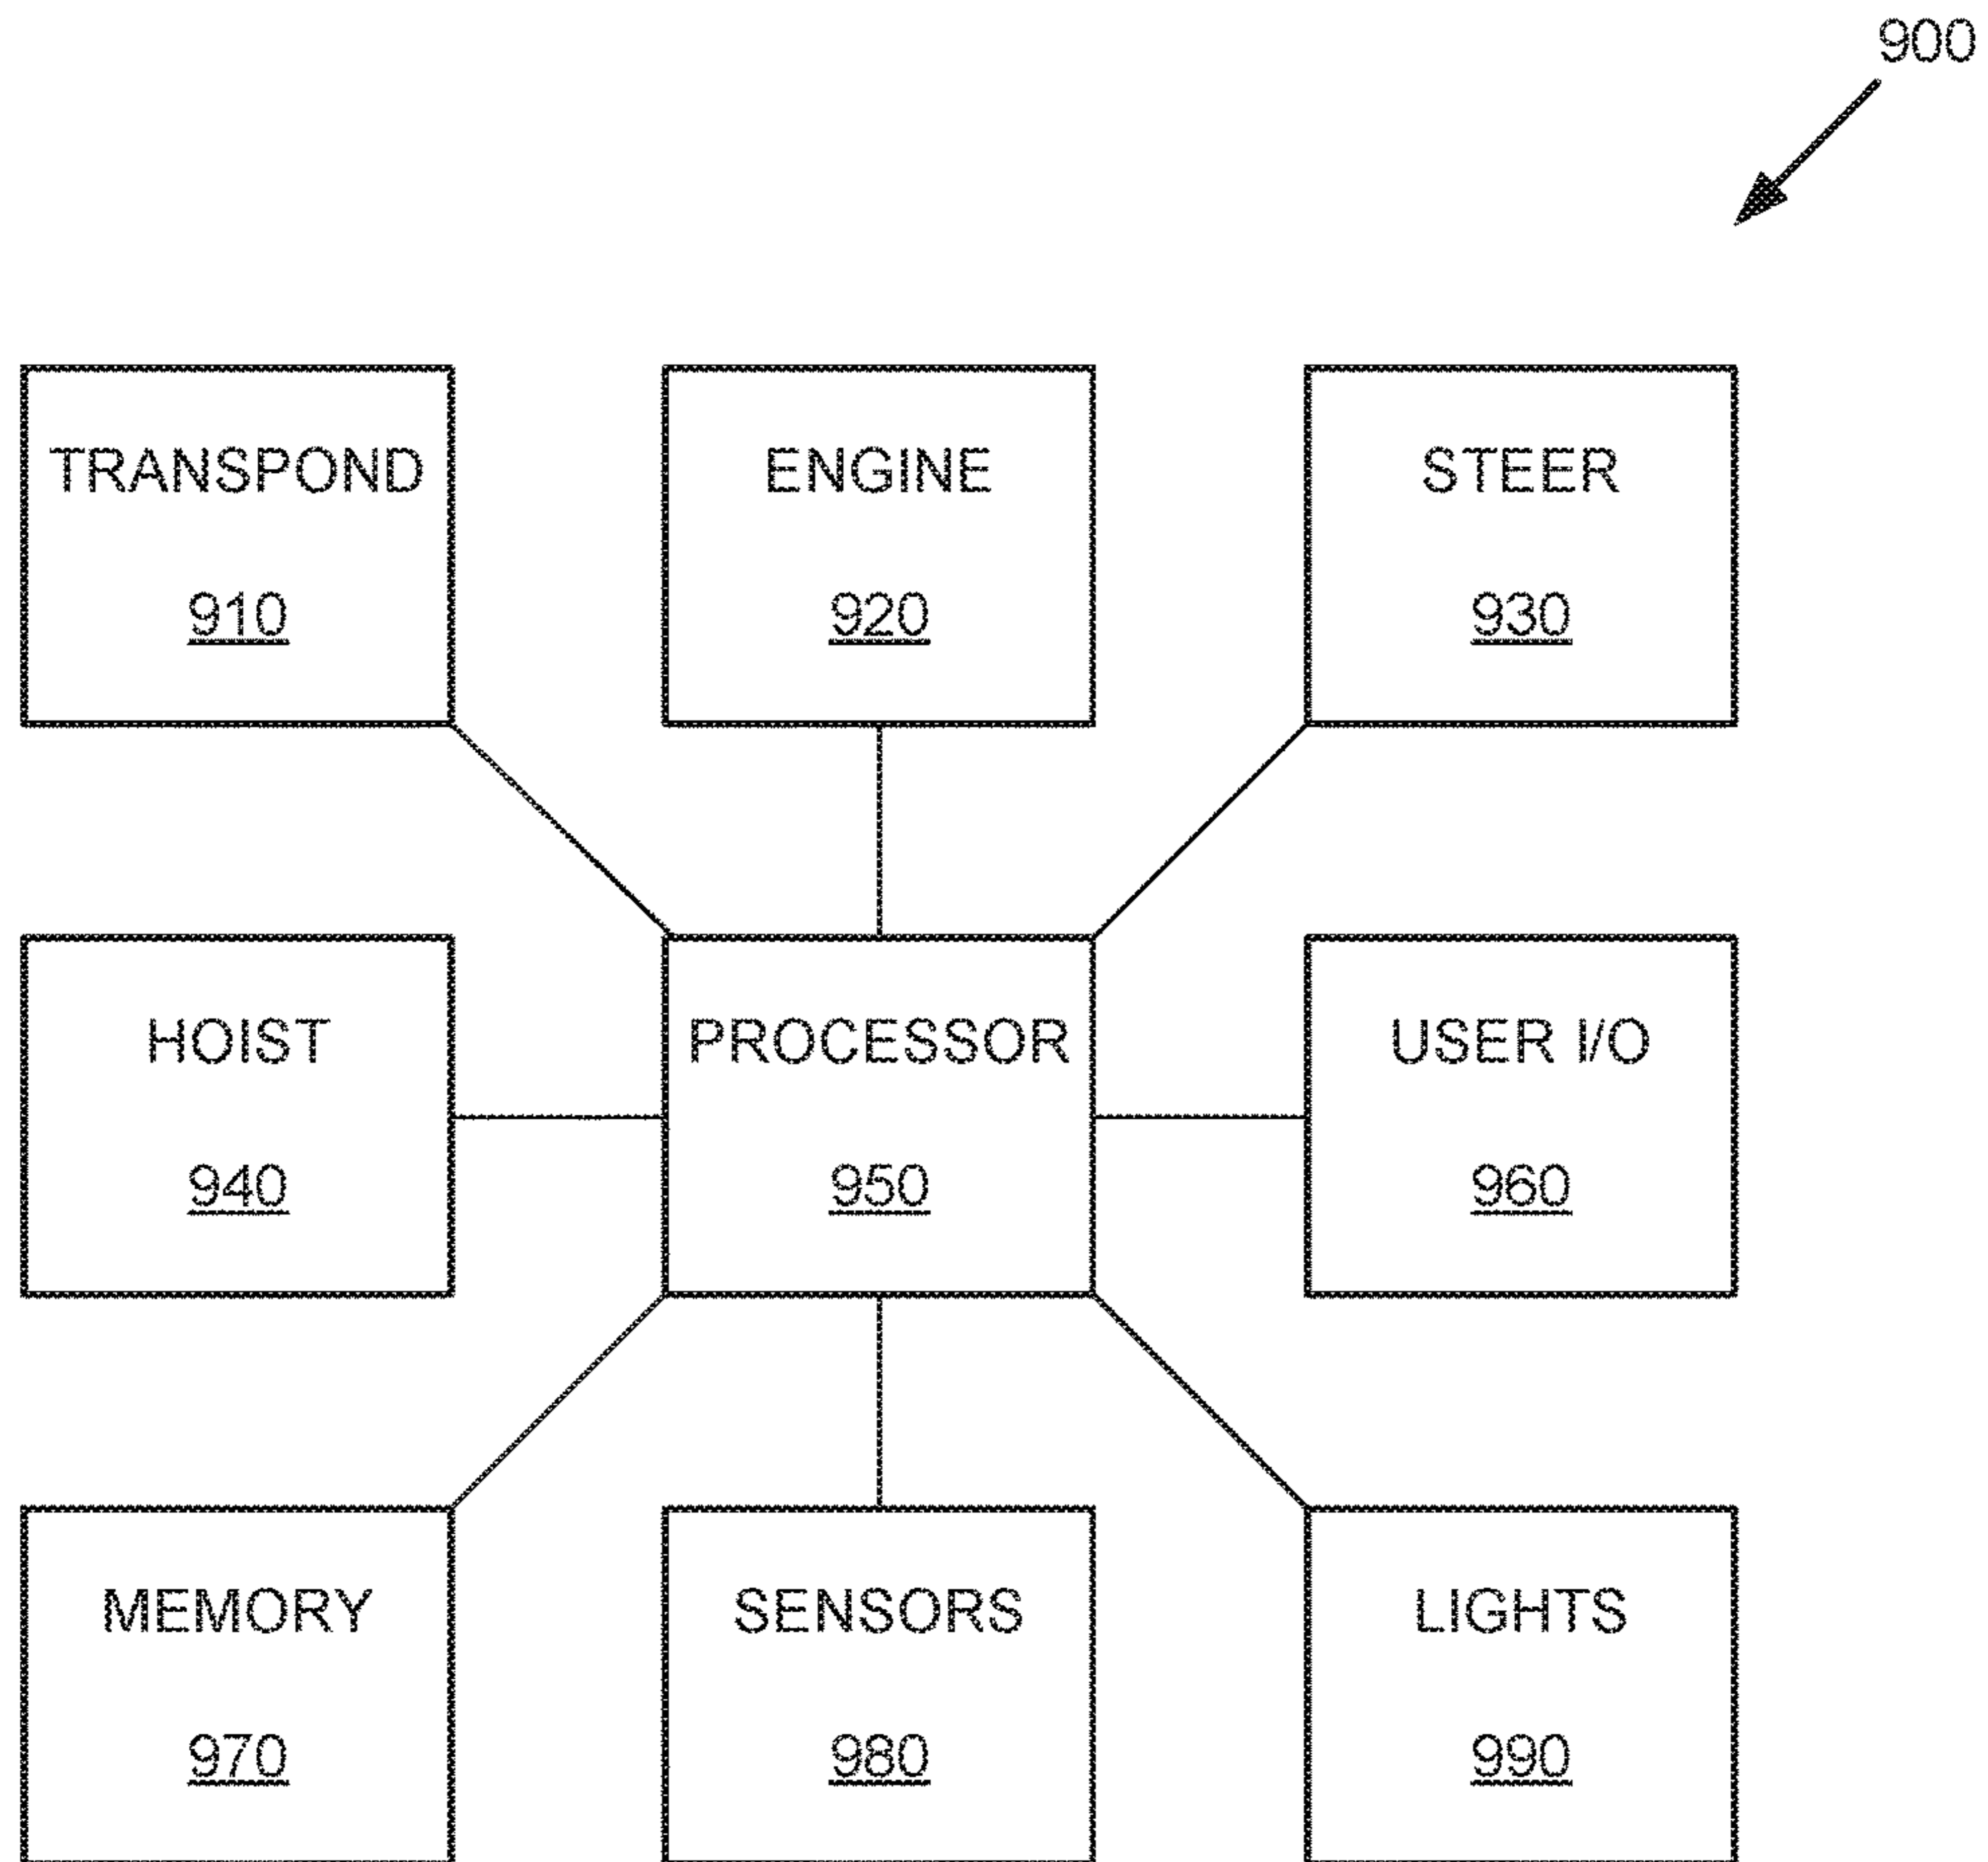 900
TRANSPOND
910
ENGINE
920
STEER
930
HOIST
940
PROCESSOR
950
USER I/O
960
MEMORY
970
SENSORS
980
LIGHTS
990